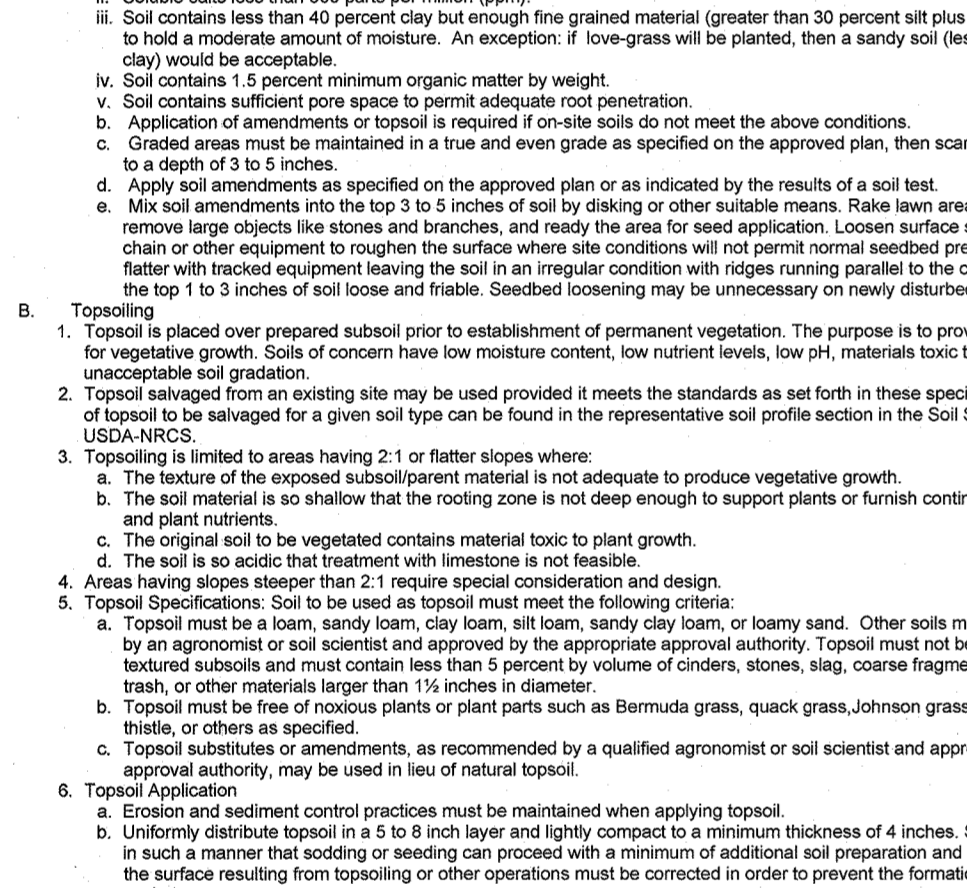 iii. Soil contains less than 40 percent clay but enough fine grained material (greater than 30 percent silt plus
to hold a moderate amount of moisture. An exception: if love-grass will be planted, then a sandy soil
clay) would be acceptable.
iv. Soil contains 1.5 percent minimum organic matter by weight.
v. Soil contains sufficient pore space to permit adequate root penetration.
b. Application of amendments or topsoil is required if on-site soils do not meet the above conditions.
c. Graded areas must be maintained in a true and even grade as specified on the approved plan, then
to a depth of 3 to 5 inches.
d. Apply soil amendments as specified on the approved plan or as indicated by the results of a soil test.
e. Mix soil amendments into the top 3 to 5 inches of soil by disking or other suitable means. Rake lawn
remove large objects like stones and branches, and ready the area for seed application. Loosen surface
chain or other equipment to roughen the surface where site conditions will not permit normal seedbed
flatter with tracked equipment leaving the soil in an irregular condition with ridges running parallel to the
the top 1 to 3 inches of soil loose and friable. Seedbed loosening may be unnecessary on newly
B. Topsoiling
1. Topsoil is placed over prepared subsoil prior to establishment of permanent vegetation. The purpose is to
for vegetative growth. Soils of concern have low moisture content, low nutrient levels, low pH, materials toxic
unacceptable soil gradation.
2. Topsoil salvaged from an existing site may be used provided it meets the standards as set forth in these
of topsoil to be salvaged for a given soil type can be found in the representative soil profile section in the Soil
USDA-NRCS.
3. Topsoiling is limited to areas having 2:1 or flatter slopes where:
a. The texture of the exposed subsoil/parent material is not adequate to produce vegetative growth.
b. The soil material is so shallow that the rooting zone is not deep enough to support plants or furnish
and plant nutrients.
c. The original soil to be vegetated contains material toxic to plant growth.
d. The soil is so acidic that treatment with limestone is not feasible.
4. Areas having slopes steeper than 2:1 require special consideration and design.
5. Topsoil Specifications: Soil to be used as topsoil must meet the following criteria:
a. Topsoil must be a loam, sandy loam, clay loam, silt loam, sandy clay loam, or loamy sand. Other soils
by an agronomist or soil scientist and approved by the appropriate approval authority. Topsoil must not
textured subsoils and must contain less than 5 percent by volume of cinders, stones, slag, coarse
trash, or other materials larger than 1½ inches in diameter.
b. Topsoil must be free of noxious plants or plant parts such as Bermuda grass, quack grass,Johnson grass
thistle, or others as specified.
c. Topsoil substitutes or amendments, as recommended by a qualified agronomist or soil scientist and
approval authority, may be used in lieu of natural topsoil.
6. Topsoil Application
a. Erosion and sediment control practices must be maintained when applying topsoil.
b. Uniformly distribute topsoil in a 5 to 8 inch layer and lightly compact to a minimum thickness of 4 inches.
in such a manner that sodding or seeding can proceed with a minimum of additional soil preparation and
the surface resulting from topsoiling or other operations must be corrected in order to prevent the